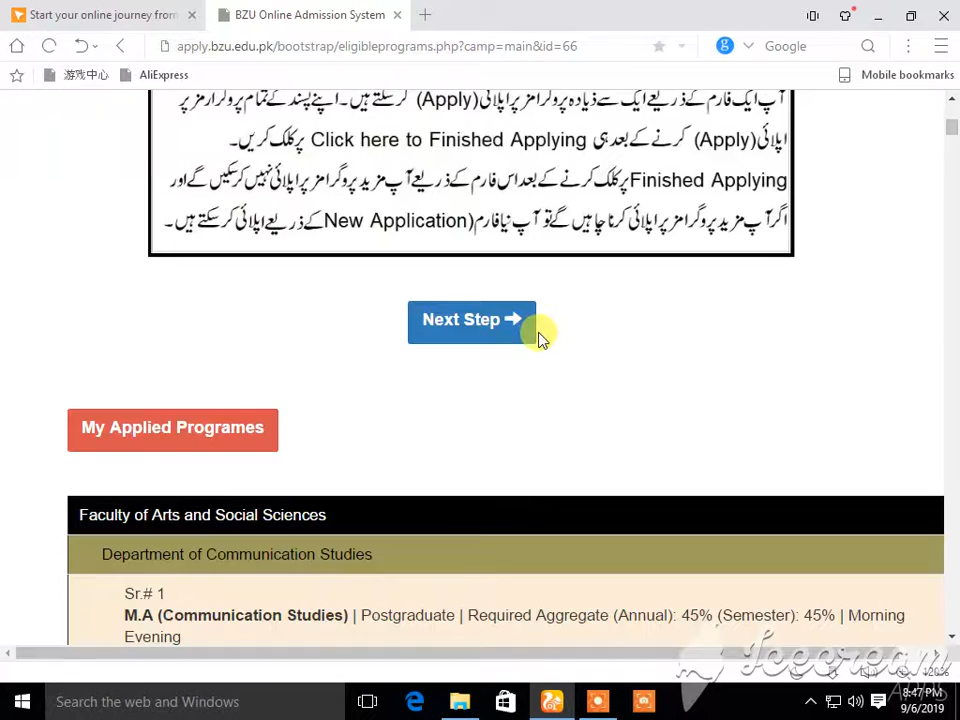 Start your online journey from
BZU Online Admission System
apply.bzu.edu.pk/bootstrap/eligibleprograms.php?camp=main&id=66
Google
游戏中心
AliExpress
Mobile bookmarks
آپ ایک فارم کے ذریعے ایک سے ذیادہ پروگرامز پر اپلائی (Apply) کر سکتے ہیں۔ اپنے پسند کے تمام پروگرامز پر
اپلائی (Apply) کرنے کے بعد ہی Click here to Finished Applying پر کلک کریں۔
Finished Applying پر کلک کرنے کے بعد اس فارم کے ذریعے آپ مزید پروگرامز پر اپلائی نہیں کر سکیں گے اور
اگر آپ مزید پروگرامز پر اپلائی کرنا چاہیں گے تو آپ نیا فارم (New Application) کے ذریعے اپلائی کر سکتے ہیں۔
Next Step
My Applied Programes
Faculty of Arts and Social Sciences
Department of Communication Studies
Sr.# 1
M.A (Communication Studies) | Postgraduate | Required Aggregate (Annual): 45% (Semester): 45% | Morning
Evening
Icecream
Apps
120%
Search the web and Windows
8:47 PM
9/6/2019